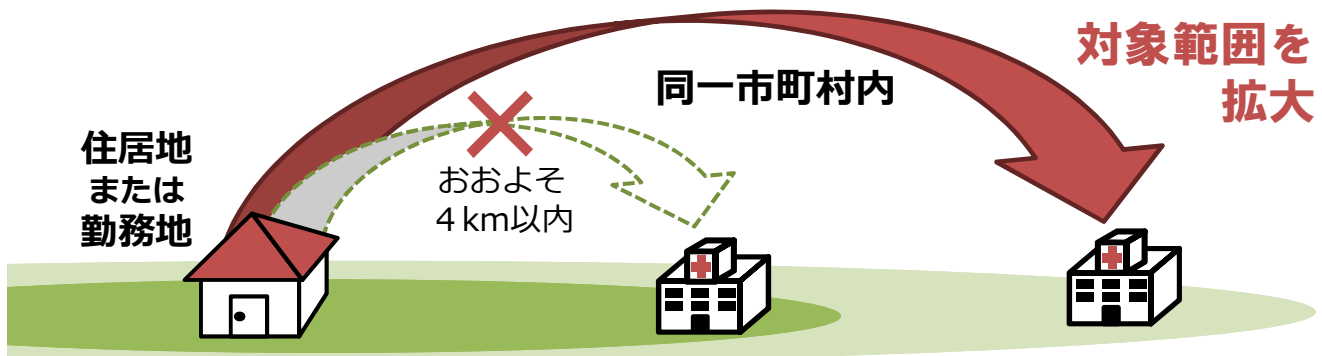 対象範囲を
拡大
同一市町村内
住居地
または
勤務地
おおよそ
４km以内